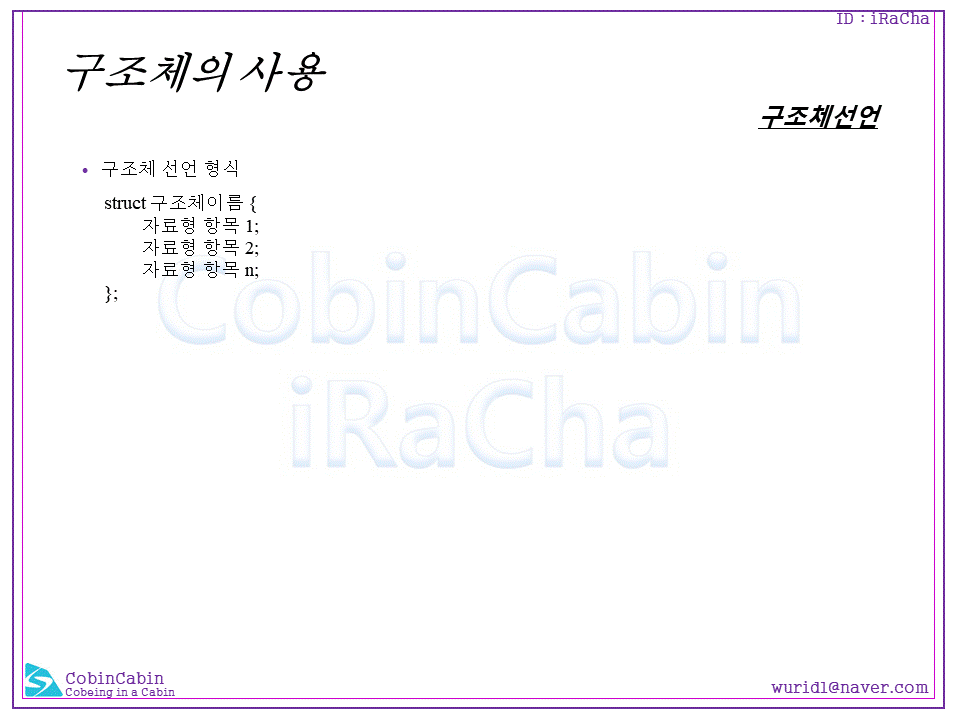 ID : iRaCha
구조체의 사용
구조체선언
• 구조체 선언 형식
struct 구조체이름 {
자료형 항목 1;
자료형 항목 2;
자료형 항목 n;
};
CobinCabin
iRaCha
CobinCabin
Cobeing in a Cabin
wurid1@naver.com